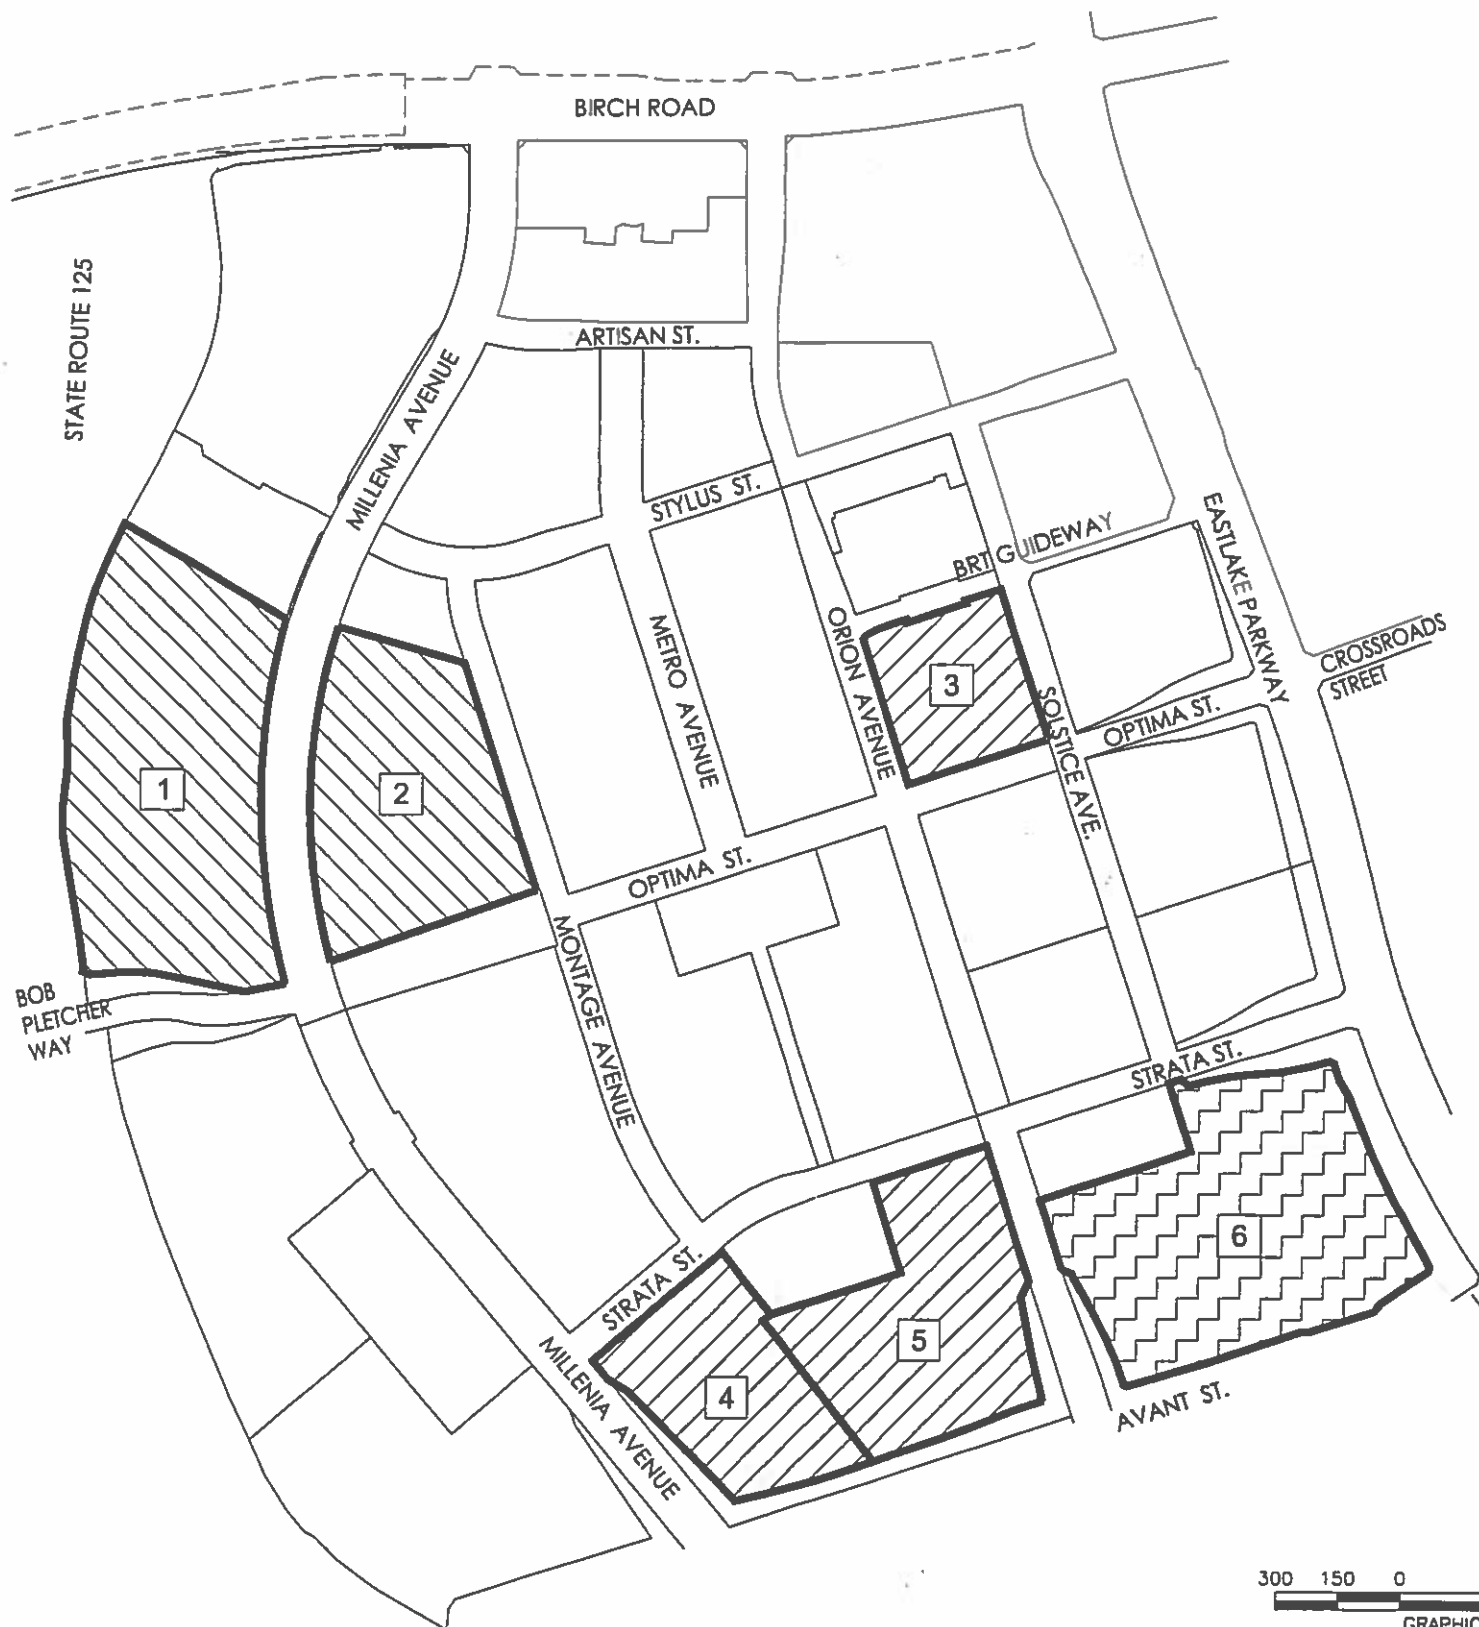 BIRCH ROAD
STATE ROUTE 125
ARTISAN ST.
MILLENIA AVENUE
STYLUS ST.
BRT GUIDEWAY
EASTLAKE PARKWAY
CROSSROADS
STREET
METRO AVENUE
ORION AVENUE
3
SOLSTICE AVE.
OPTIMA ST.
1
2
OPTIMA ST.
MONTAGE AVENUE
BOB
PLETCHER
WAY
STRATA ST.
6
STRATA ST.
5
4
MILLENIA AVENUE
AVANT ST.
300 150 0
GRAPHIC